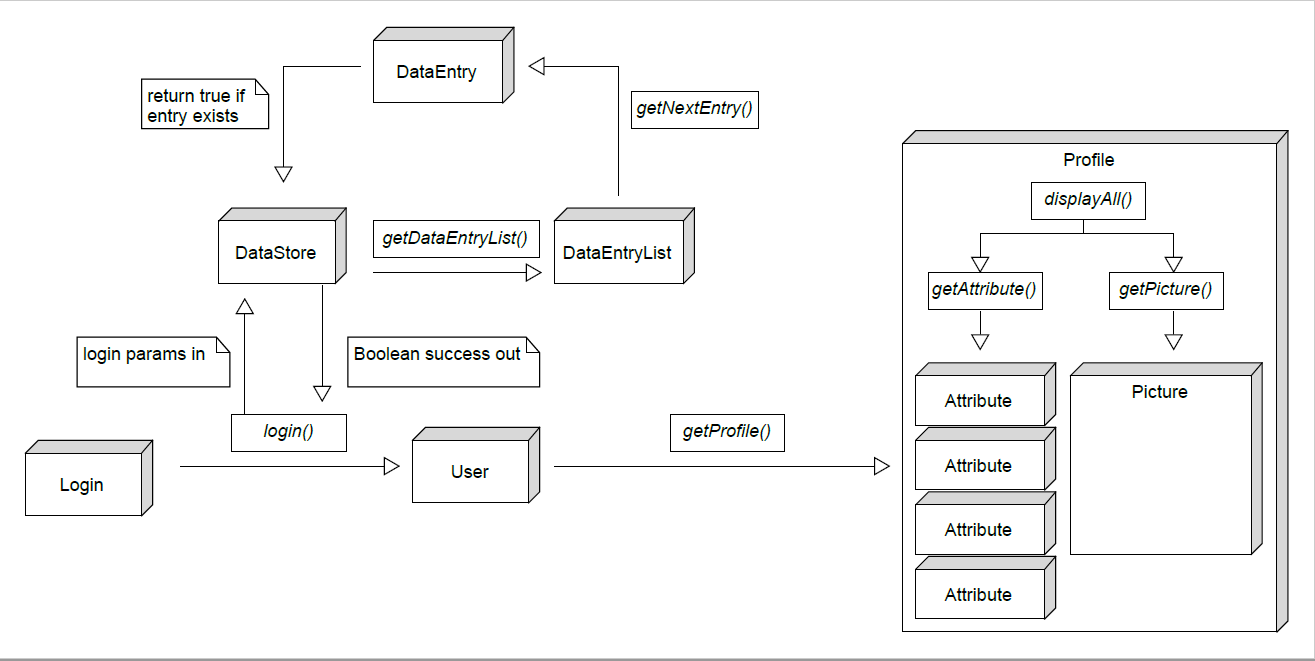 DataEntry
return true if
entry exists
getNextEntry()
Profile
displayAll()
DataStore
getDataEntryList()
DataEntryList
getAttribute()
getPicture()
login params in
Boolean success out
Attribute
Picture
login()
getProfile()
Login
User
Attribute
Attribute
Attribute